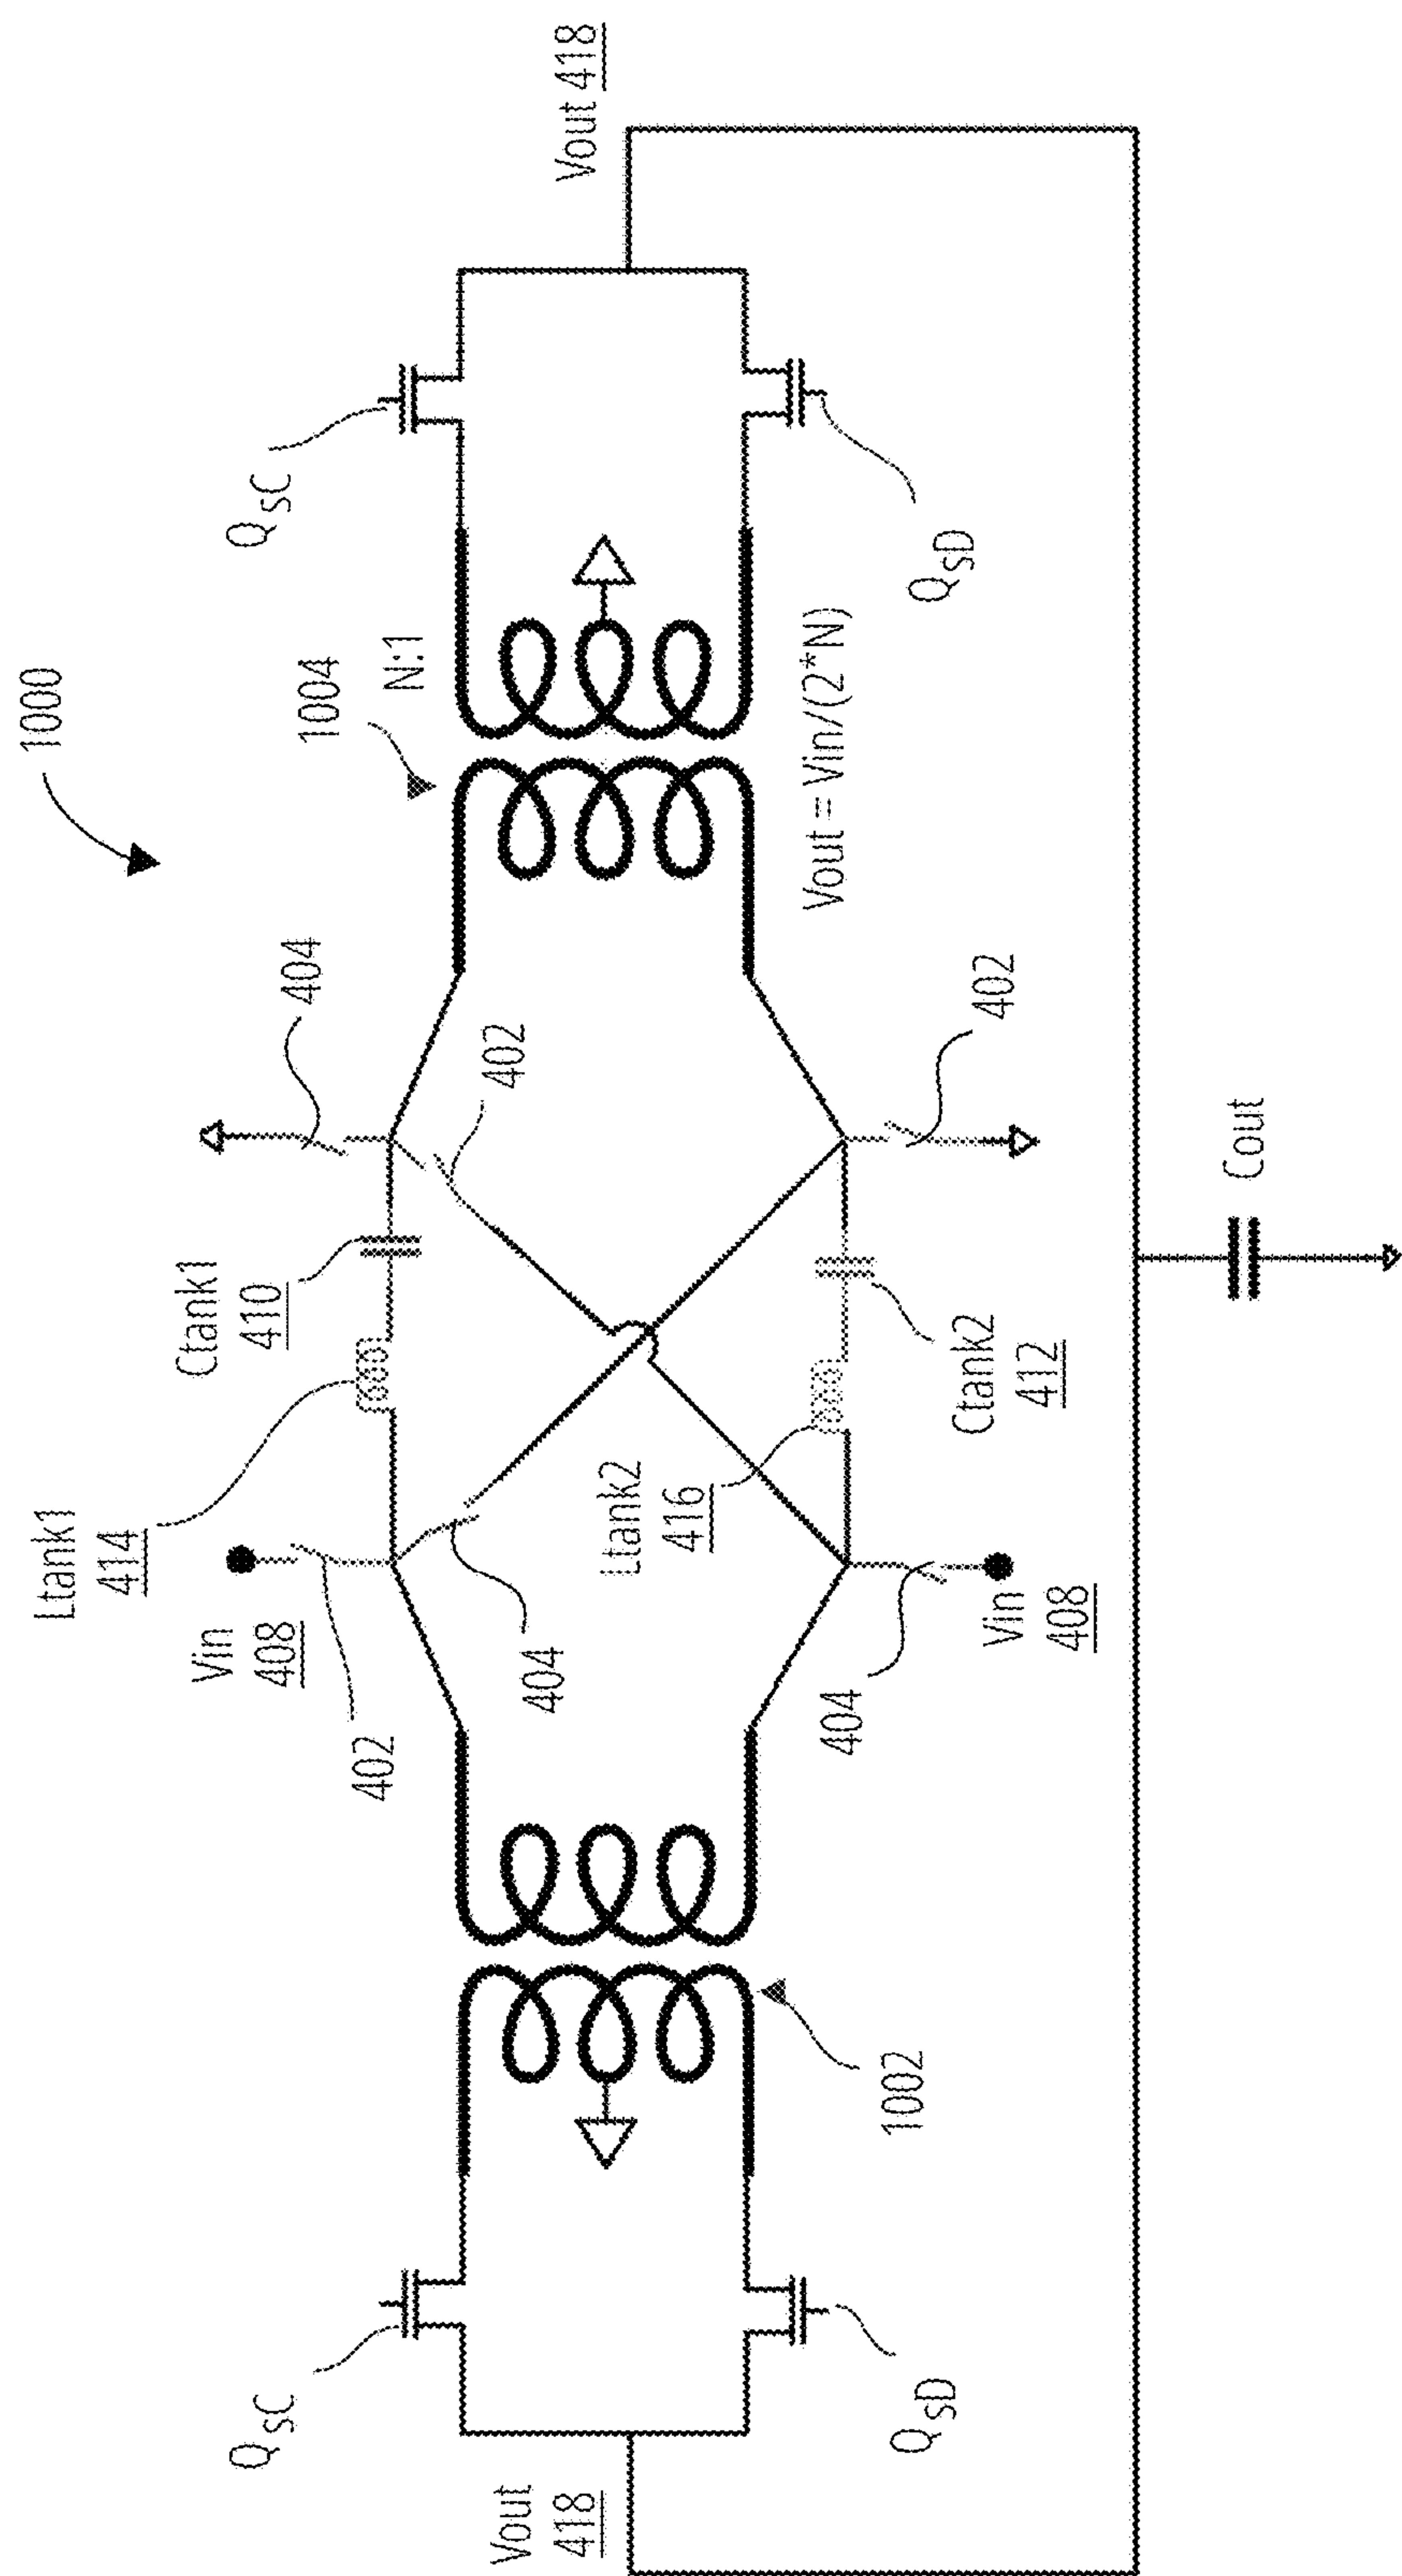 1000
Ltank1
414
Ctank1
410
404
1004
N:1
QsC
Vout 418
Vin
408
402
402
QsC
Vout
418
404
Ltank2
416
Vout = Vin/(2*N)
QsD
1002
404
Vin
408
Ctank2
412
402
QsD
Cout